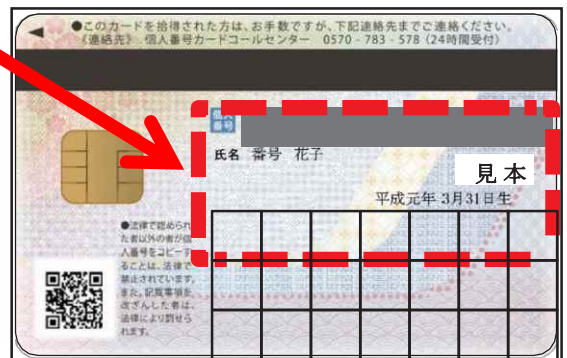 ●このカードを拾得された方は、お手数ですが、下記連絡先までご連絡ください。
《連絡先》 個人番号カードコールセンター 0570-783-578 (24時間受付)
個人
番号
氏名 番号 花子
見本
平成元年 3月31日生
●法律で認められ
た者以外の者が個
人番号をコピーす
ることは、法律で
禁止されています。
また、記載事項を
改ざんした者は、
法律により罰せら
れます。